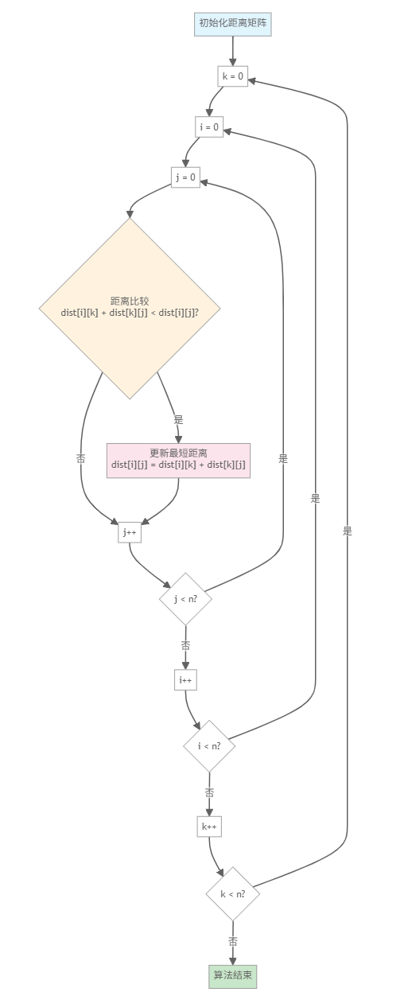 初始化距离矩阵
k = 0
i = 0
j = 0
距离比较
dist[i][k] + dist[k][j] < dist[i][j]?
是
否
更新最短距离
dist[i][j] = dist[i][k] + dist[k][j]
是
是
是
j++
j < n?
否
i++
i < n?
否
k++
k < n?
否
算法结束